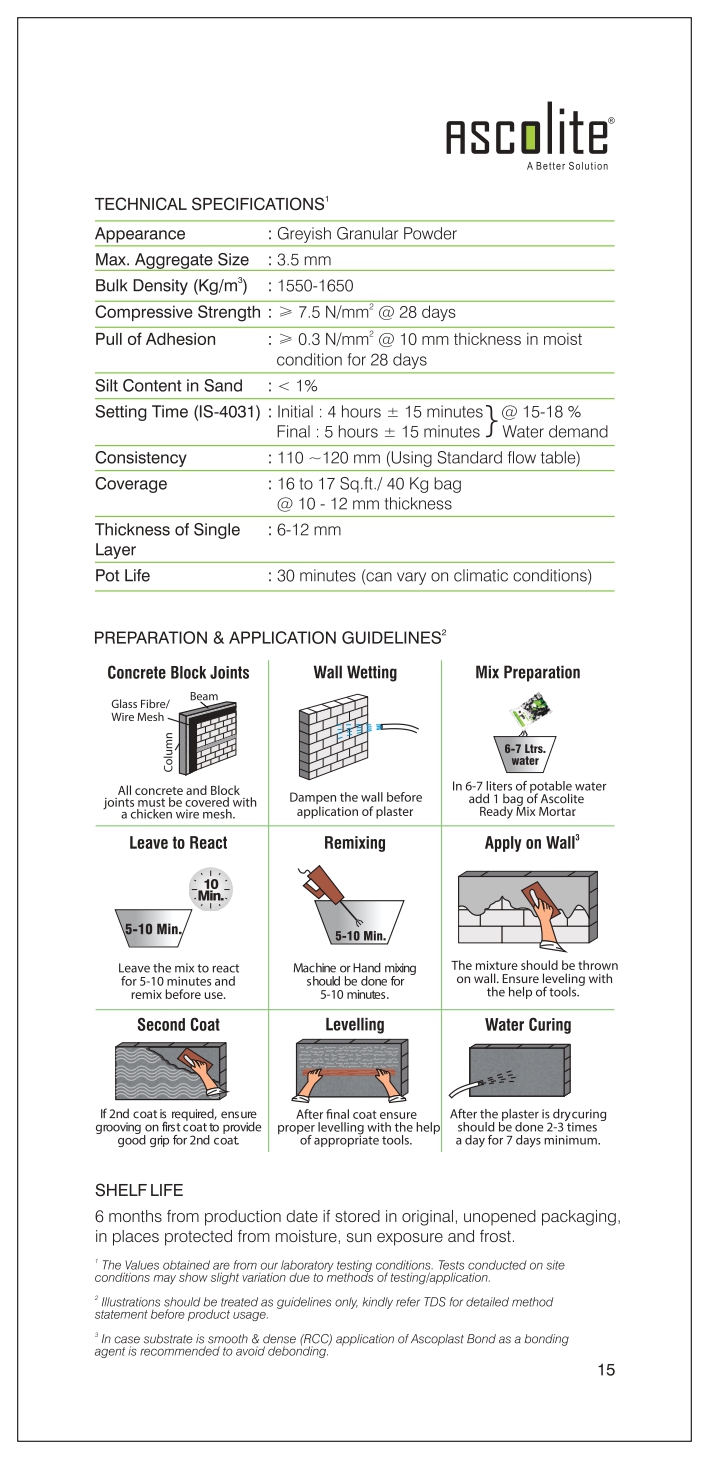 ASCOlite®
A Better Solution
TECHNICAL SPECIFICATIONS¹
Appearance : Greyish Granular Powder
Max. Aggregate Size : 3.5 mm
Bulk Density (Kg/m³) : 1550-1650
Compressive Strength : ⩾ 7.5 N/mm² @ 28 days
Pull of Adhesion : ⩾ 0.3 N/mm² @ 10 mm thickness in moist
condition for 28 days
Silt Content in Sand : < 1%
Setting Time (IS-4031) : Initial : 4 hours ± 15 minutes } @ 15-18 %
Final : 5 hours ± 15 minutes Water demand
Consistency : 110 ~120 mm (Using Standard flow table)
Coverage : 16 to 17 Sq.ft./ 40 Kg bag
@ 10 - 12 mm thickness
Thickness of Single : 6-12 mm
Layer
Pot Life : 30 minutes (can vary on climatic conditions)
PREPARATION & APPLICATION GUIDELINES²
Concrete Block Joints
Beam
Glass Fibre/
Wire Mesh
Column
All concrete and Block
joints must be covered with
a chicken wire mesh.
Wall Wetting
Dampen the wall before
application of plaster
Mix Preparation
6-7 Ltrs.
water
In 6-7 liters of potable water
add 1 bag of Ascolite
Ready Mix Mortar
Leave to React
10
Min.
5-10 Min.
Leave the mix to react
for 5-10 minutes and
remix before use.
Remixing
5-10 Min.
Machine or Hand mixing
should be done for
5-10 minutes.
Apply on Wall³
The mixture should be thrown
on wall. Ensure leveling with
the help of tools.
Second Coat
If 2nd coat is required, ensure
grooving on first coat to provide
good grip for 2nd coat.
Levelling
After final coat ensure
proper levelling with the help
of appropriate tools.
Water Curing
After the plaster is dry curing
should be done 2-3 times
a day for 7 days minimum.
SHELF LIFE
6 months from production date if stored in original, unopened packaging,
in places protected from moisture, sun exposure and frost.
¹ The Values obtained are from our laboratory testing conditions. Tests conducted on site
conditions may show slight variation due to methods of testing/application.
² Illustrations should be treated as guidelines only, kindly refer TDS for detailed method
statement before product usage.
³ In case substrate is smooth & dense (RCC) application of Ascoplast Bond as a bonding
agent is recommended to avoid debonding.
15